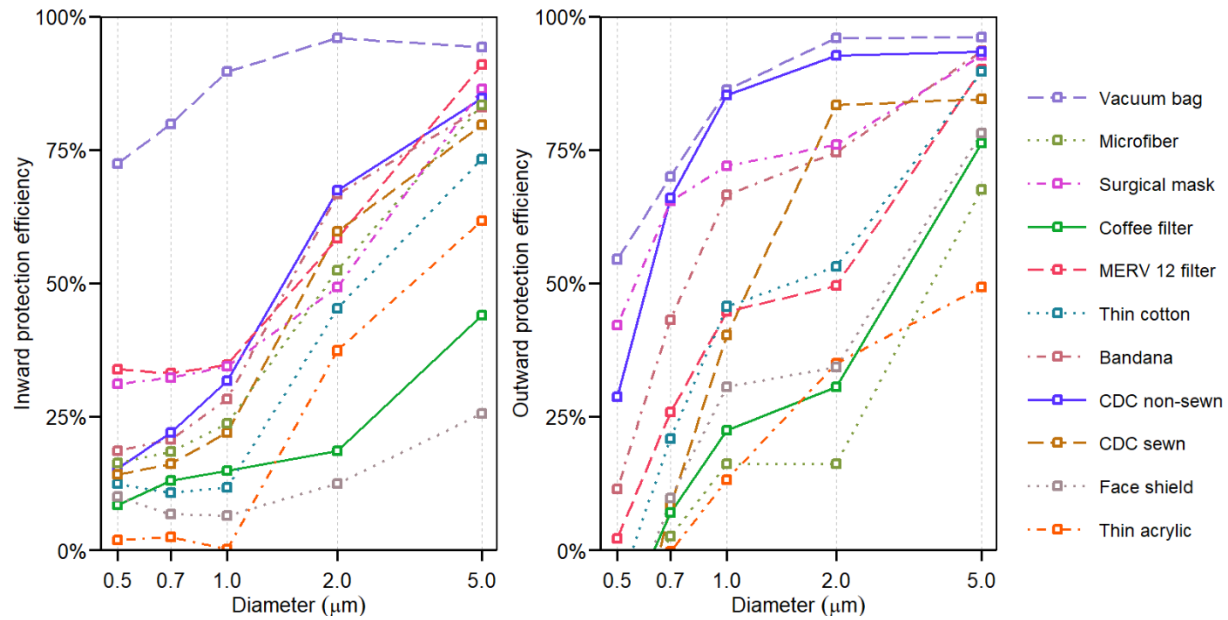 Inward protection efficiency
100%
75%
50%
25%
0%
0.5 0.7 1.0 2.0 5.0
Diameter (μm)
Outward protection efficiency
100%
75%
50%
25%
0%
0.5 0.7 1.0 2.0 5.0
Diameter (μm)
Vacuum bag
Microfiber
Surgical mask
Coffee filter
MERV 12 filter
Thin cotton
Bandana
CDC non-sewn
CDC sewn
Face shield
Thin acrylic